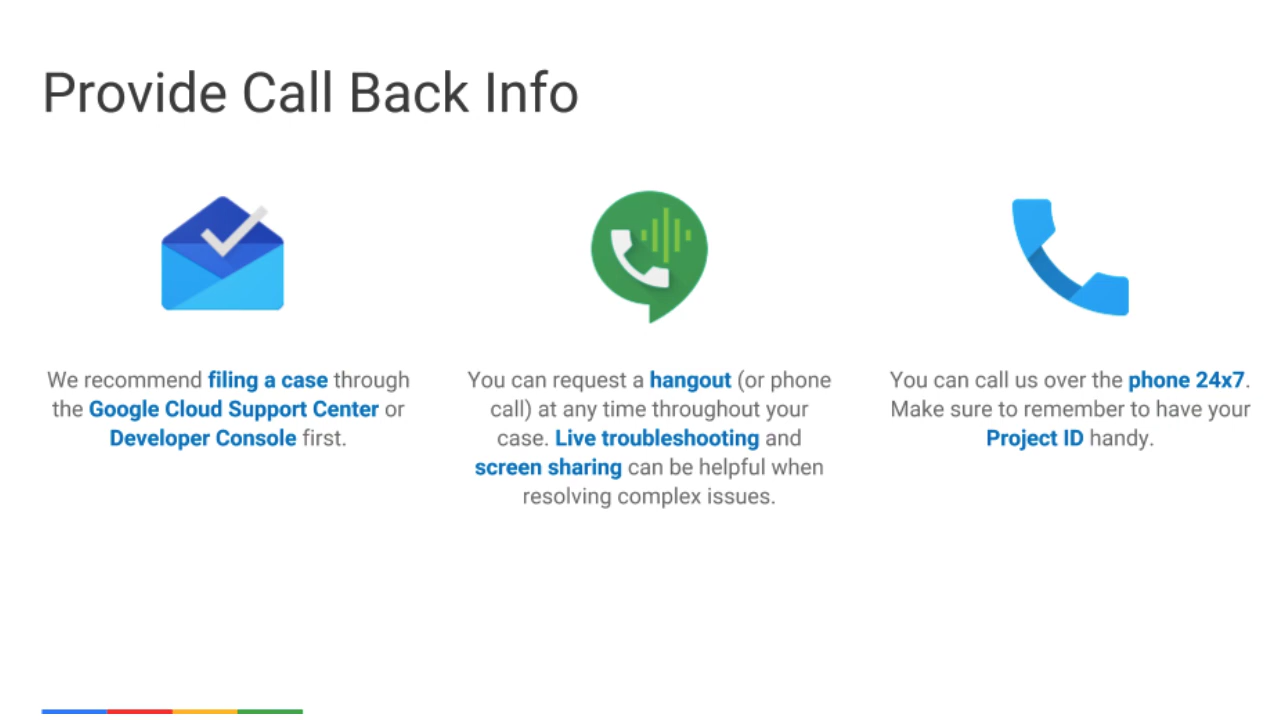 Provide Call Back Info
We recommend filing a case through
the Google Cloud Support Center or
Developer Console first.
You can request a hangout (or phone
call) at any time throughout your
case. Live troubleshooting and
screen sharing can be helpful when
resolving complex issues.
You can call us over the phone 24x7.
Make sure to remember to have your
Project ID handy.